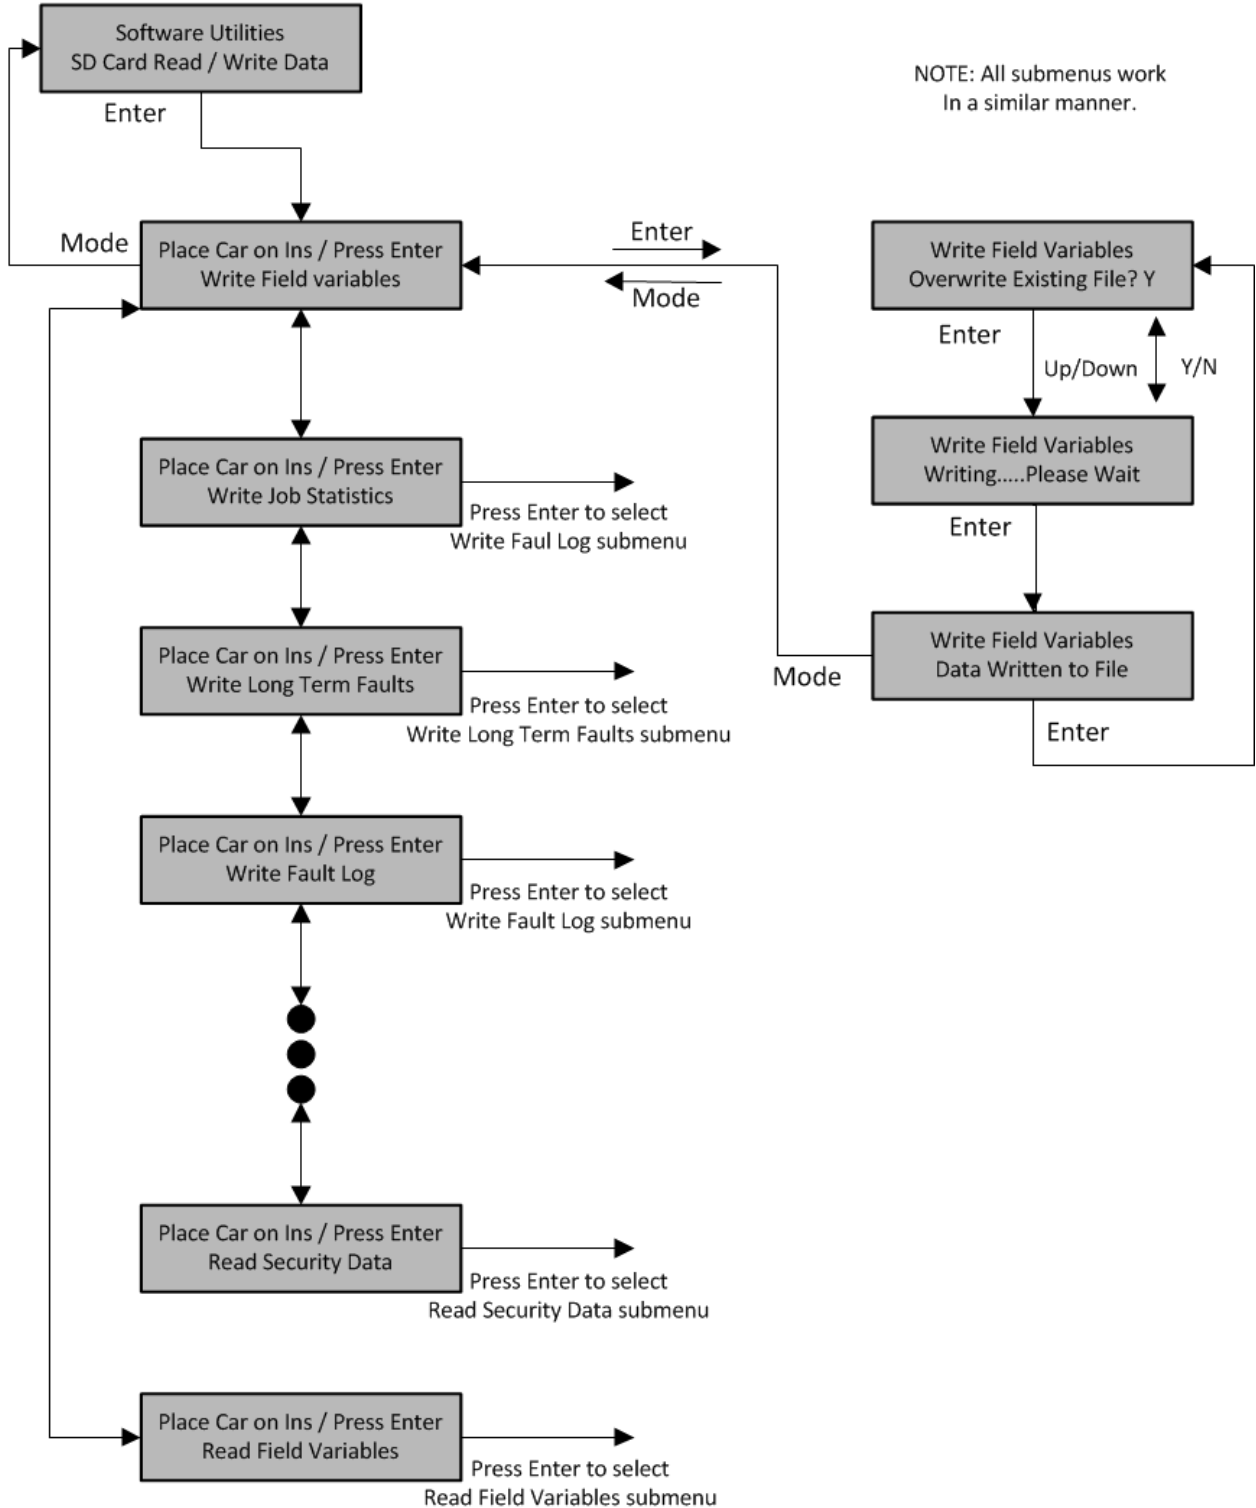 Software Utilities
SD Card Read / Write Data
NOTE: All submenus work
In a similar manner.
Enter
Mode
Place Car on Ins / Press Enter
Write Field variables
Enter
Mode
Write Field Variables
Overwrite Existing File? Y
Enter
Up/Down
Y/N
Place Car on Ins / Press Enter
Write Job Statistics
Press Enter to select
Write Faul Log submenu
Write Field Variables
Writing.....Please Wait
Enter
Place Car on Ins / Press Enter
Write Long Term Faults
Press Enter to select
Write Long Term Faults submenu
Mode
Write Field Variables
Data Written to File
Enter
Place Car on Ins / Press Enter
Write Fault Log
Press Enter to select
Write Fault Log submenu
Place Car on Ins / Press Enter
Read Security Data
Press Enter to select
Read Security Data submenu
Place Car on Ins / Press Enter
Read Field Variables
Press Enter to select
Read Field Variables submenu